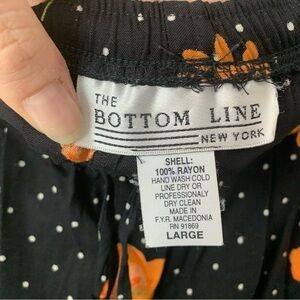 THE
BOTTOM LINE
NEW YORK
SHELL:
100% RAYON
HAND WASH COLD
LINE DRY OR
PROFESSIONALY
DRY CLEAN
MADE IN
F.Y.R. MACEDONIA
RN 91869
LARGE